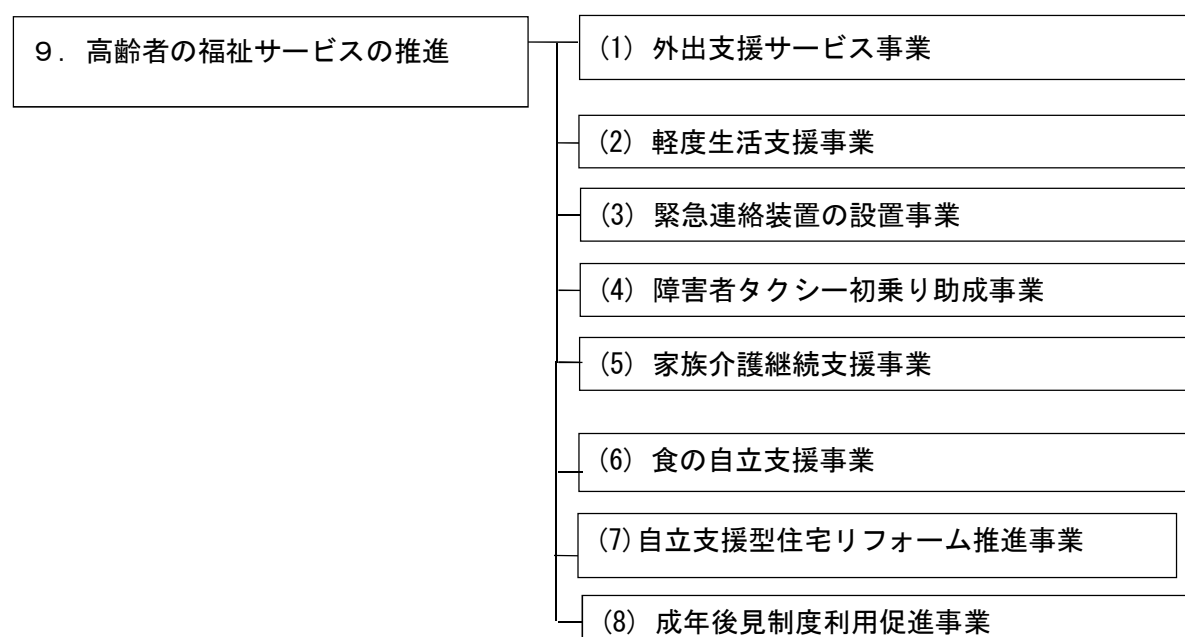 ９．高齢者の福祉サービスの推進
(1) 外出支援サービス事業
(2) 軽度生活支援事業
(3) 緊急連絡装置の設置事業
(4) 障害者タクシー初乗り助成事業
(5) 家族介護継続支援事業
(6) 食の自立支援事業
(7)自立支援型住宅リフォーム推進事業
(8) 成年後見制度利用促進事業